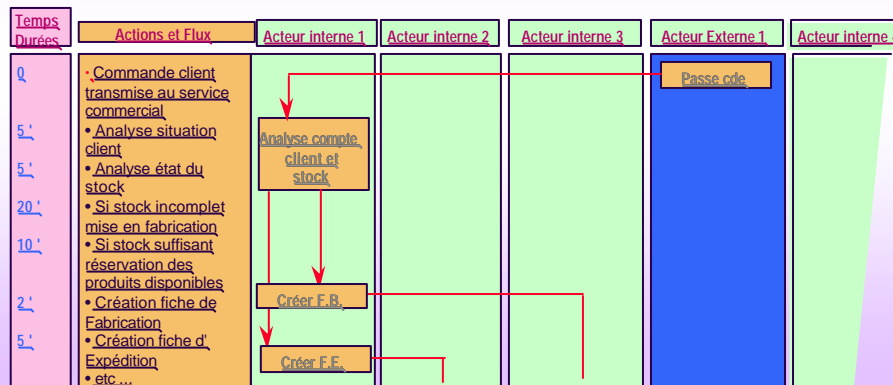 Temps
Durées
Actions et Flux
Acteur interne 1
Acteur interne 2
Acteur interne 3
Acteur Externe 1
Acteur interne
0
5 '
5 '
20 '
10 '
2 '
5 '
• Commande client
transmise au service
commercial
• Analyse situation
client
• Analyse état du
stock
• Si stock incomplet
mise en fabrication
• Si stock suffisant
réservation des
produits disponibles
• Création fiche de
Fabrication
• Création fiche d'
Expédition
• etc ...
Passe cde
Analyse compte
client et
stock
Créer F.B.
Créer F.E.